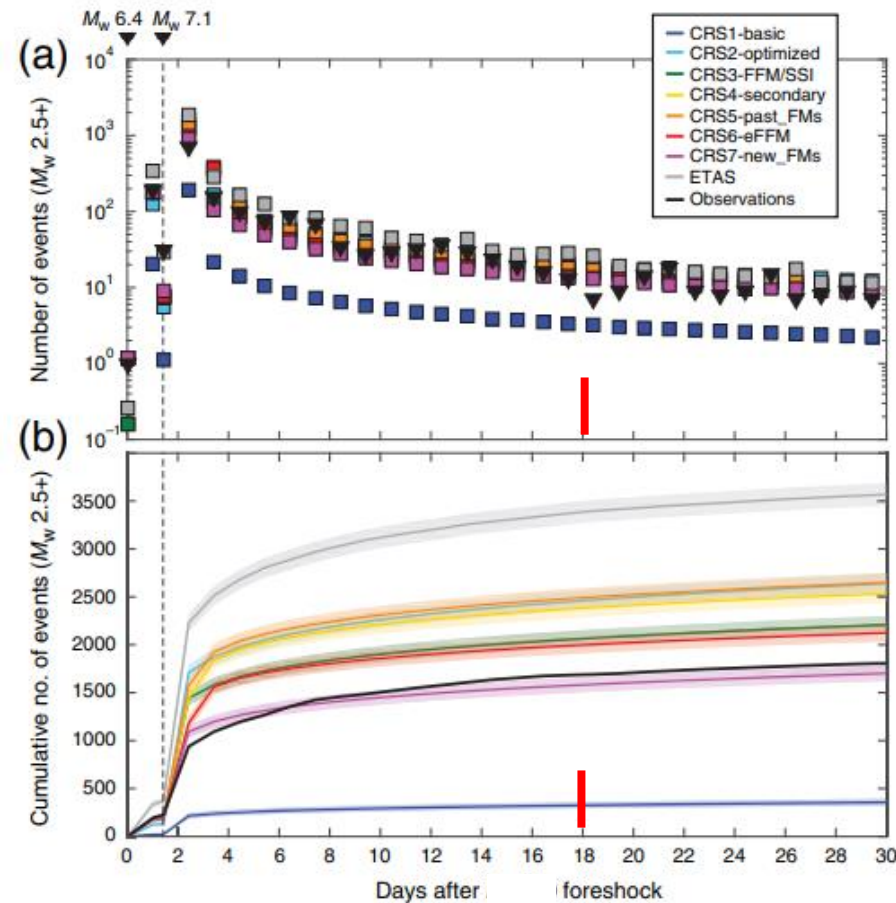 Mw 6.4 Mw 7.1
(a)
10^4
10^3
10^2
10^1
10^0
10^-1
Number of events (Mw 2.5+)
CRS1-basic
CRS2-optimized
CRS3-FFM/SSI
CRS4-secondary
CRS5-past_FMs
CRS6-eFFM
CRS7-new_FMs
ETAS
Observations
(b)
3500
3000
2500
2000
1500
1000
500
0
Cumulative no. of events (Mw 2.5+)
0 2 4 6 8 10 12 14 16 18 20 22 24 26 28 30
Days after foreshock